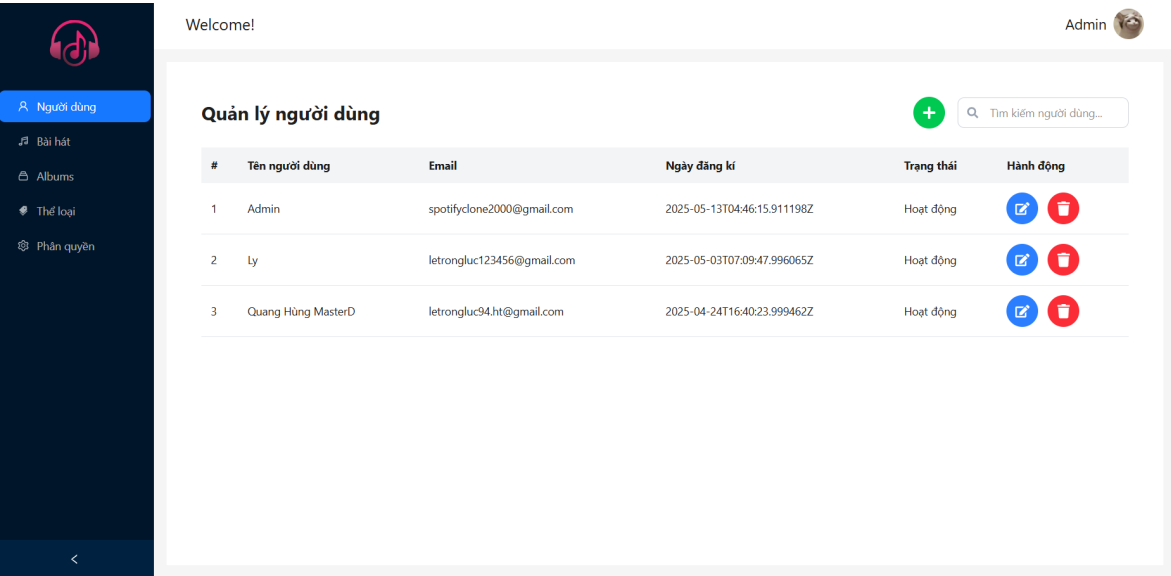 Welcome!
Admin
Người dùng
Bài hát
Albums
Thể loại
Phân quyền
Quản lý người dùng
Tìm kiếm người dùng...
# Tên người dùng Email Ngày đăng kí Trạng thái Hành động
1 Admin spotifyclone2000@gmail.com 2025-05-13T04:46:15.911198Z Hoạt động
2 Ly letrongluc123456@gmail.com 2025-05-03T07:09:47.996065Z Hoạt động
3 Quang Hùng MasterD letrongluc94.ht@gmail.com 2025-04-24T16:40:23.999462Z Hoạt động